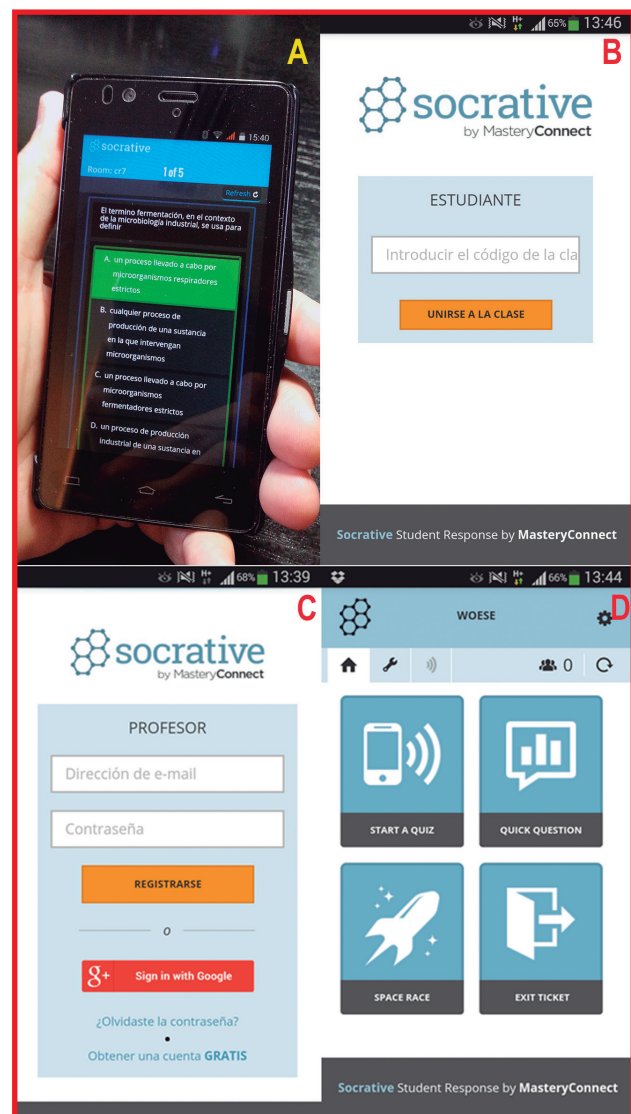 A
15:40
socrative
Room: cr7
1 of 5
Refresh
El termino fermentación, en el contexto
de la microbiología industrial, se usa para
definir
A. un proceso llevado a cabo por
microorganismos respiradores
estrictos
B. cualquier proceso de
producción de una sustancia
en la que intervengan
microorganismos
C. un proceso llevado a cabo por
microorganismos
fermentadores estrictos
D. un proceso de producción
industrial de una sustancia en
H+ 65% 13:46
B
socrative
by MasteryConnect
ESTUDIANTE
Introducir el código de la cla
UNIRSE A LA CLASE
Socrative Student Response by MasteryConnect
H+ 68% 13:39
C
socrative
by MasteryConnect
PROFESOR
Dirección de e-mail
Contraseña
REGISTRARSE
o
g+ Sign in with Google
¿Olvidaste la contraseña?
•
Obtener una cuenta GRATIS
H+ 66% 13:44
D
WOESE
0
START A QUIZ
QUICK QUESTION
SPACE RACE
EXIT TICKET
Socrative Student Response by MasteryConnect